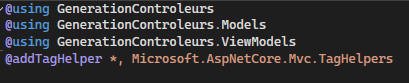 @using GenerationControleurs
@using GenerationControleurs.Models
@using GenerationControleurs.ViewModels
@addTagHelper *, Microsoft.AspNetCore.Mvc.TagHelpers